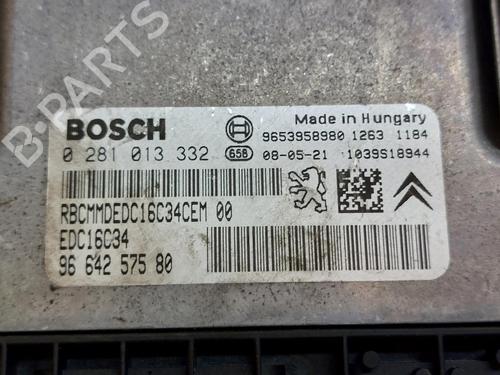 B-PARTS
BOSCH
Made in Hungary
9653958980 1263 1184
0 281 013 332 656 08-05-21 1039S18944
RBCMMDEDC16C34CEM 00
EDC16C34
96 642 575 80